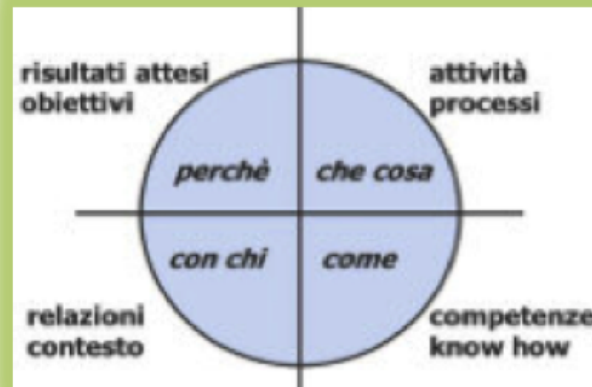 risultati attesi
obiettivi
attività
processi
perchè
che cosa
con chi
come
relazioni
contesto
competenze
know how